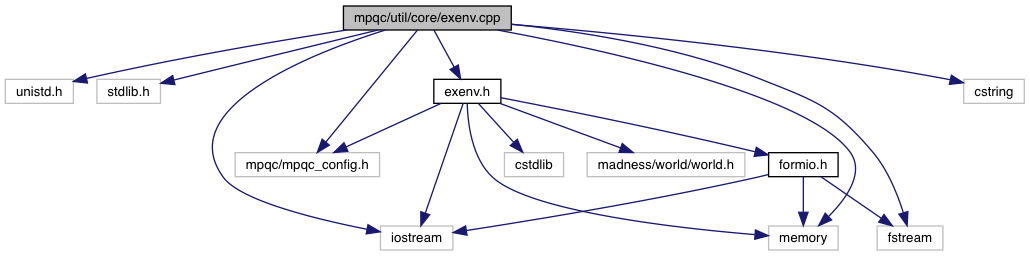 mpqc/util/core/exenv.cpp
unistd.h
stdlib.h
exenv.h
cstring
mpqc/mpqc_config.h
cstdlib
madness/world/world.h
formio.h
iostream
memory
fstream